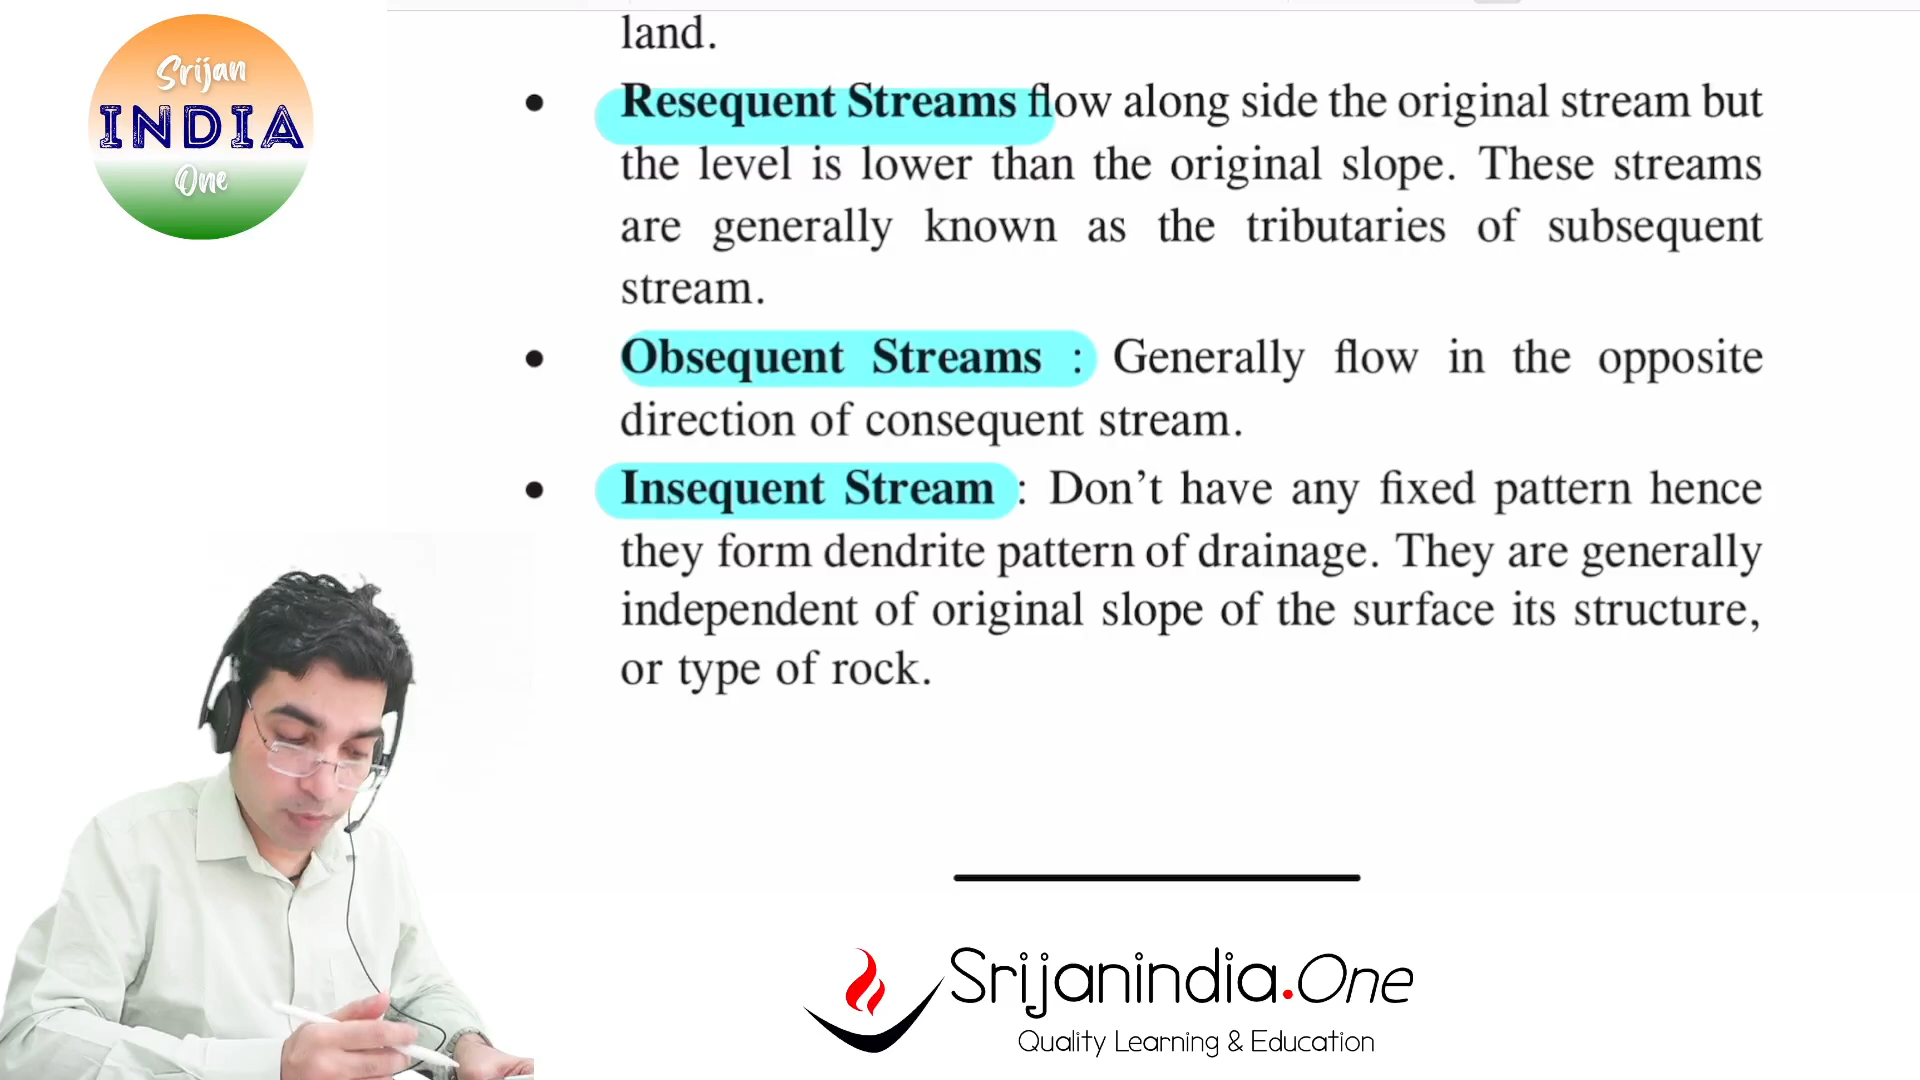 Srijan
INDIA
One
land.
• Resequent Streams flow along side the original stream but
the level is lower than the original slope. These streams
are generally known as the tributaries of subsequent
stream.
• Obsequent Streams : Generally flow in the opposite
direction of consequent stream.
• Insequent Stream : Don’t have any fixed pattern hence
they form dendrite pattern of drainage. They are generally
independent of original slope of the surface its structure,
or type of rock.
Srijanindia.One
Quality Learning & Education